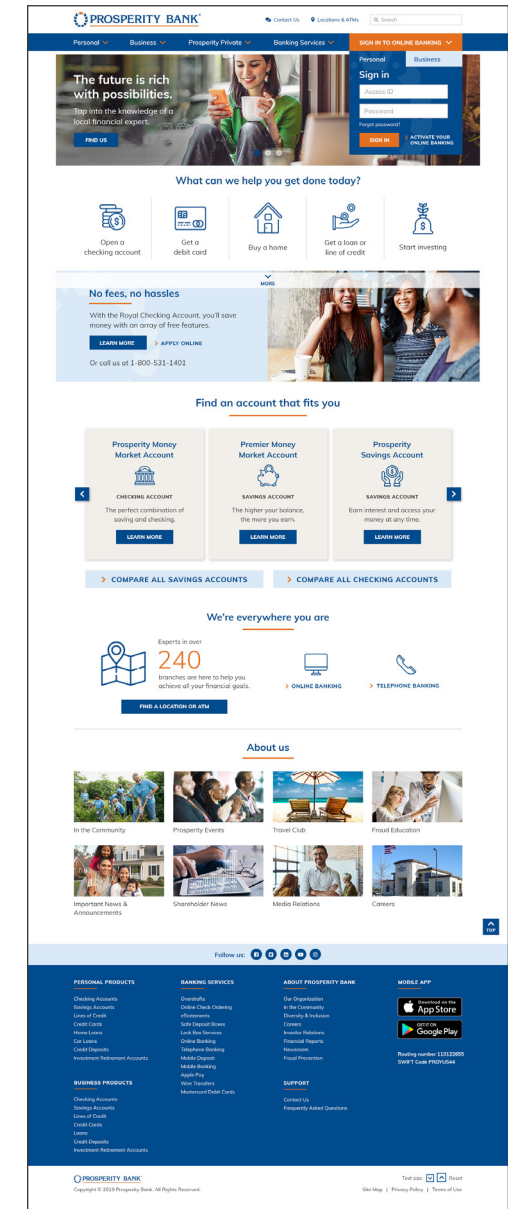 PROSPERITY BANK
Contact Us
Locations & ATMs
Search
Personal
Business
Prosperity Private
Banking Services
SIGN IN TO ONLINE BANKING
Personal
Business
Sign in
Access ID
Password
Forgot password?
SIGN IN
ACTIVATE YOUR
ONLINE BANKING
The future is rich
with possibilities.
Tap into the knowledge of a
local financial expert.
FIND US
What can we help you get done today?
Open a
checking account
Get a
debit card
Buy a home
Get a loan or
line of credit
Start investing
MORE
No fees, no hassles
With the Royal Checking Account, you'll save
money with an array of free features.
LEARN MORE
APPLY ONLINE
Or call us at 1-800-531-1401
Find an account that fits you
Prosperity Money
Market Account
CHECKING ACCOUNT
The perfect combination of
saving and checking.
LEARN MORE
Premier Money
Market Account
SAVINGS ACCOUNT
The higher your balance,
the more you earn.
LEARN MORE
Prosperity
Savings Account
SAVINGS ACCOUNT
Earn interest and access your
money at any time.
LEARN MORE
COMPARE ALL SAVINGS ACCOUNTS
COMPARE ALL CHECKING ACCOUNTS
We're everywhere you are
Experts in over
240
branches are here to help you
achieve all your financial goals.
FIND A LOCATION OR ATM
ONLINE BANKING
TELEPHONE BANKING
About us
In the Community
Prosperity Events
Travel Club
Fraud Education
Important News &
Announcements
Shareholder News
Media Relations
Careers
TOP
Follow us:
PERSONAL PRODUCTS
Checking Accounts
Savings Accounts
Lines of Credit
Credit Cards
Home Loans
Car Loans
Credit Deposits
Investment Retirement Accounts
BUSINESS PRODUCTS
Checking Accounts
Savings Accounts
Lines of Credit
Credit Cards
Loans
Credit Deposits
Investment Retirement Accounts
BANKING SERVICES
Overdrafts
Online Check Ordering
eStatements
Safe Deposit Boxes
Lock Box Services
Online Banking
Telephone Banking
Mobile Deposit
Mobile Banking
Apple Pay
Wire Transfers
Mastercard Debit Cards
ABOUT PROSPERITY BANK
Our Organization
In the Community
Diversity & Inclusion
Careers
Investor Relations
Financial Reports
Newsroom
Fraud Prevention
SUPPORT
Contact Us
Frequently Asked Questions
MOBILE APP
Download on the
App Store
GET IT ON
Google Play
Routing number 113122655
SWIFT Code PROYUS44
PROSPERITY BANK
Copyright © 2019 Prosperity Bank. All Rights Reserved.
Text size:
Reset
Site Map | Privacy Policy | Terms of Use